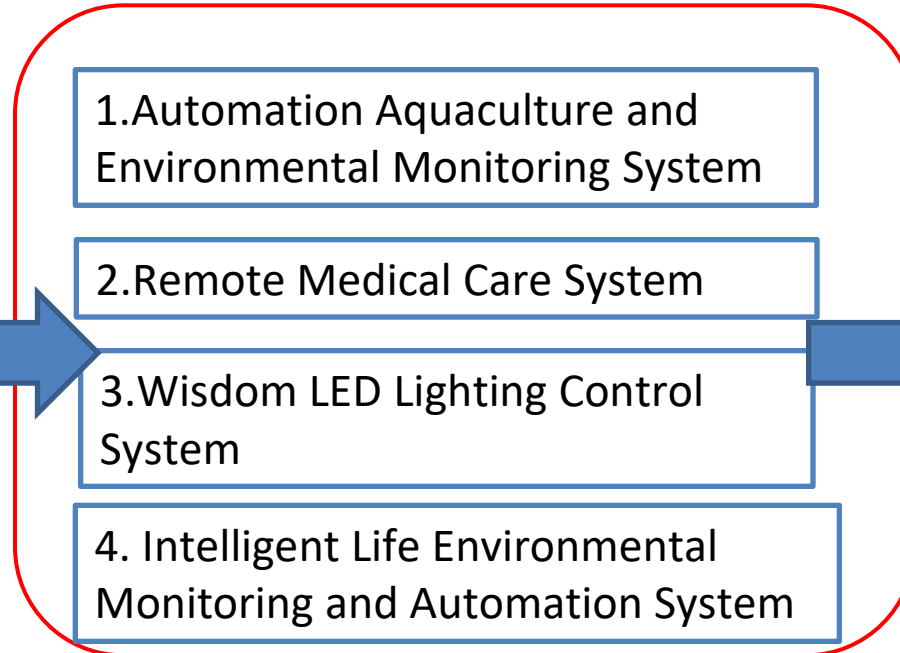 1.Automation Aquaculture and
Environmental Monitoring System
2.Remote Medical Care System
3.Wisdom LED Lighting Control
System
4. Intelligent Life Environmental
Monitoring and Automation System